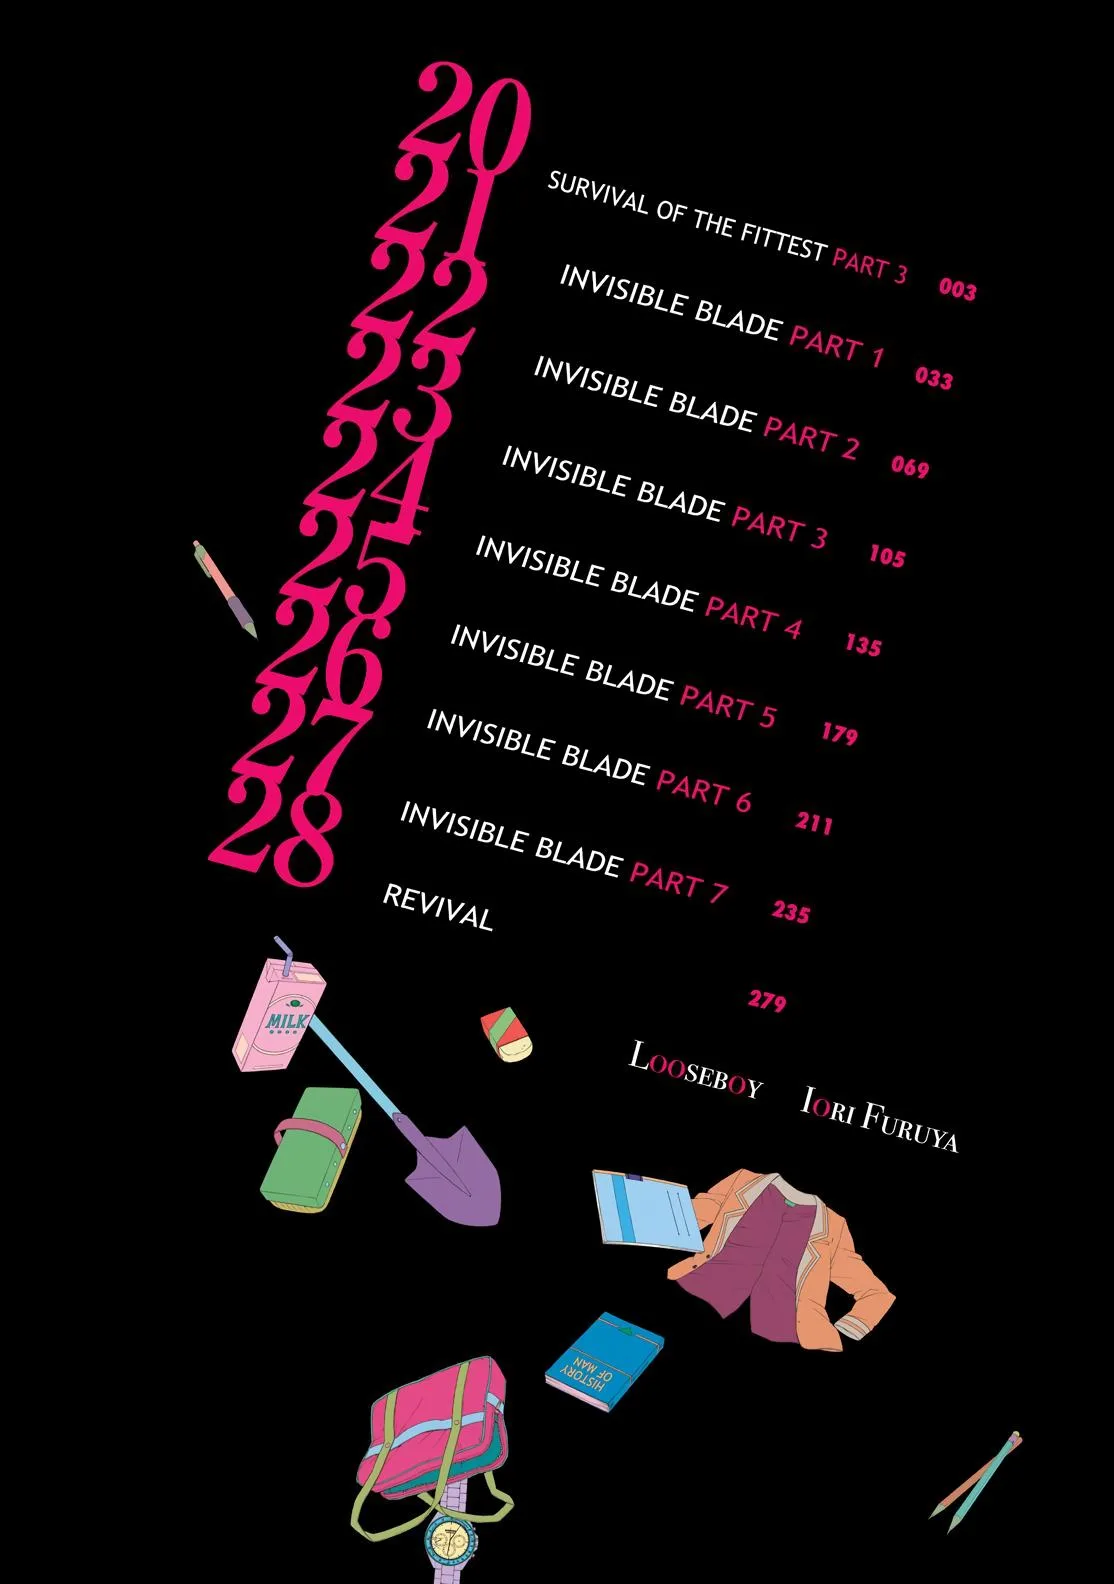 20 SURVIVAL OF THE FITTEST PART 3 003
21 INVISIBLE BLADE PART 1 033
22 INVISIBLE BLADE PART 2 069
23 INVISIBLE BLADE PART 3 105
24 INVISIBLE BLADE PART 4 135
25 INVISIBLE BLADE PART 5 179
26 INVISIBLE BLADE PART 6 211
27 INVISIBLE BLADE PART 7 235
28 REVIVAL 279
LOOSEBOY IORI FURUYA
MILK
HISTORY
OF MAN